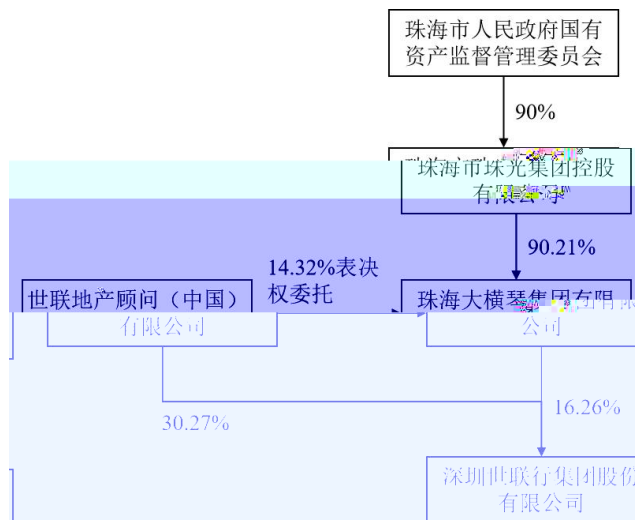 珠海市人民政府国有
资产监督管理委员会
90%
珠海市珠光集团控股
有限公司
90.21%
14.32%表决
权委托
世联地产顾问（中国）
有限公司
珠海大横琴集团有限
公司
30.27%
16.26%
深圳世联行集团股份
有限公司